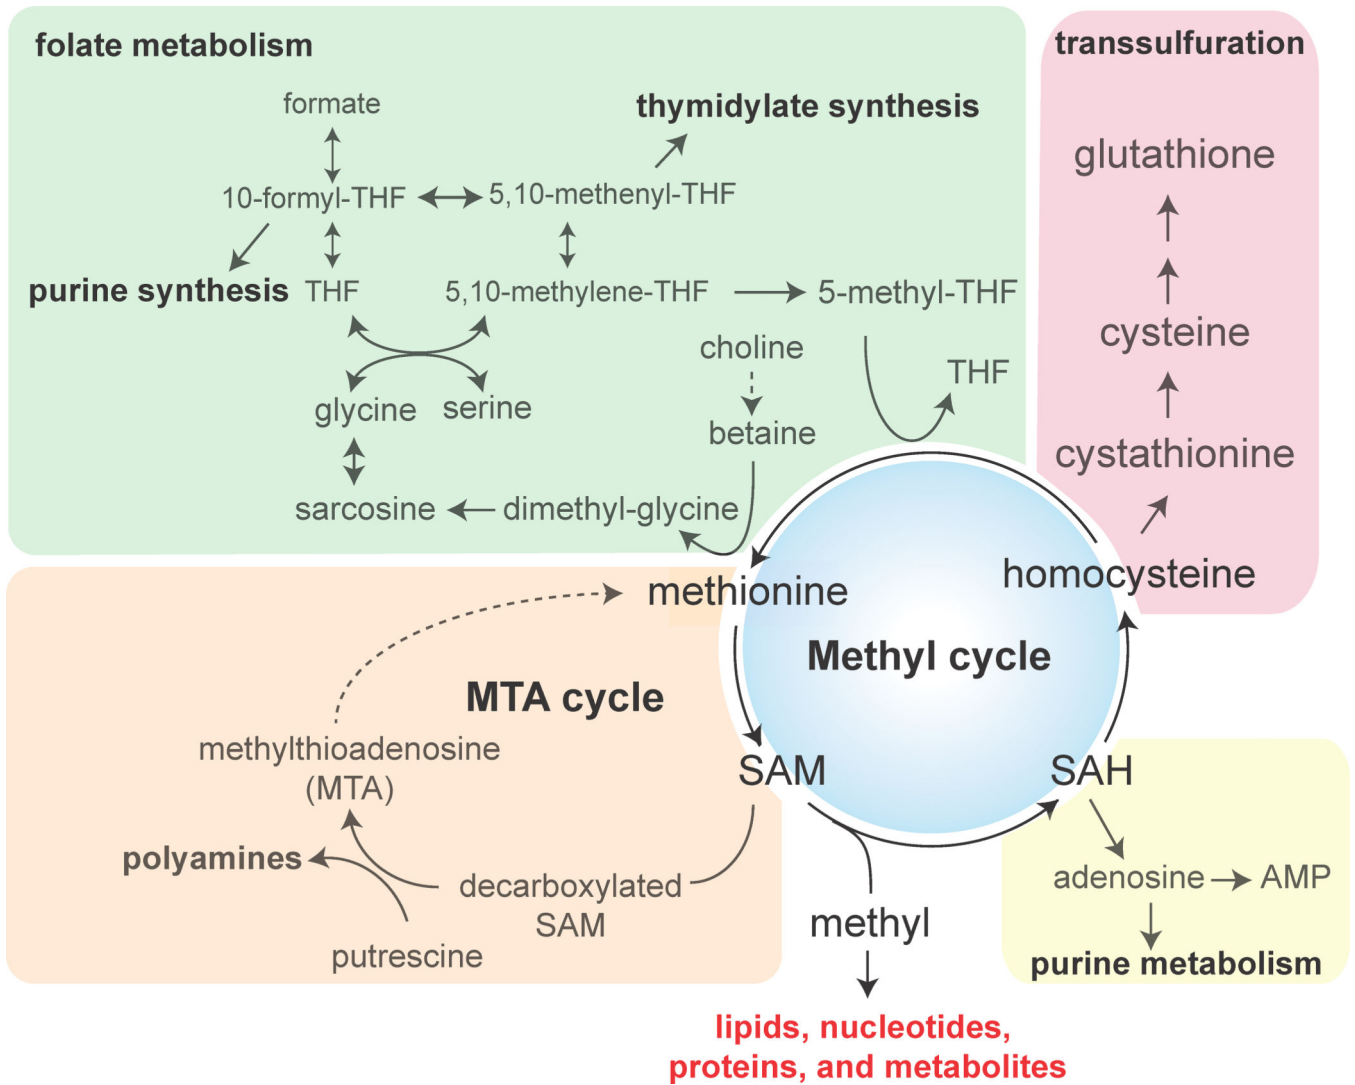 folate metabolism
formate
thymidylate synthesis
10-formyl-THF
5,10-methenyl-THF
purine synthesis
THF
5,10-methylene-THF
5-methyl-THF
choline
THF
glycine
serine
betaine
sarcosine
dimethyl-glycine
transsulfuration
glutathione
cysteine
cystathionine
homocysteine
methionine
Methyl cycle
MTA cycle
SAM
SAH
methylthioadenosine
(MTA)
polyamines
decarboxylated
SAM
putrescine
methyl
lipids, nucleotides,
proteins, and metabolites
adenosine
AMP
purine metabolism